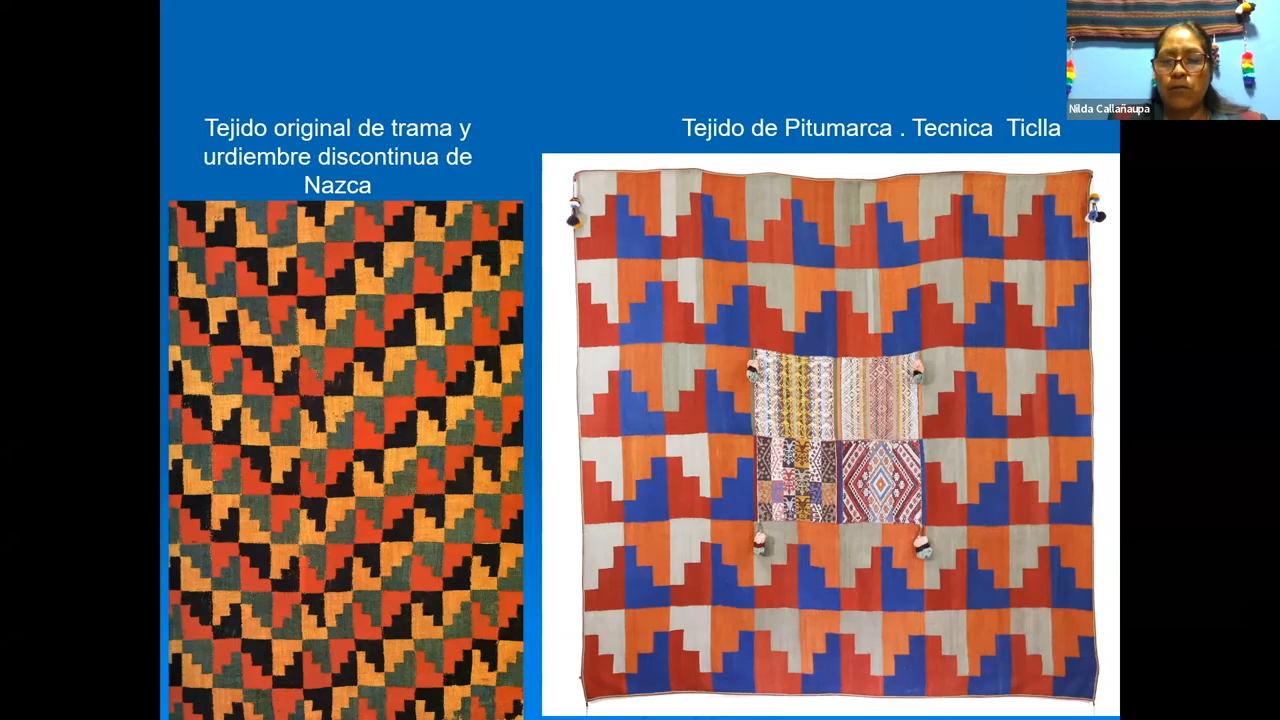 Tejido original de trama y
urdiembre discontinua de
Nazca
Tejido de Pitumarca . Tecnica  Ticlla
Nilda Callañaupa